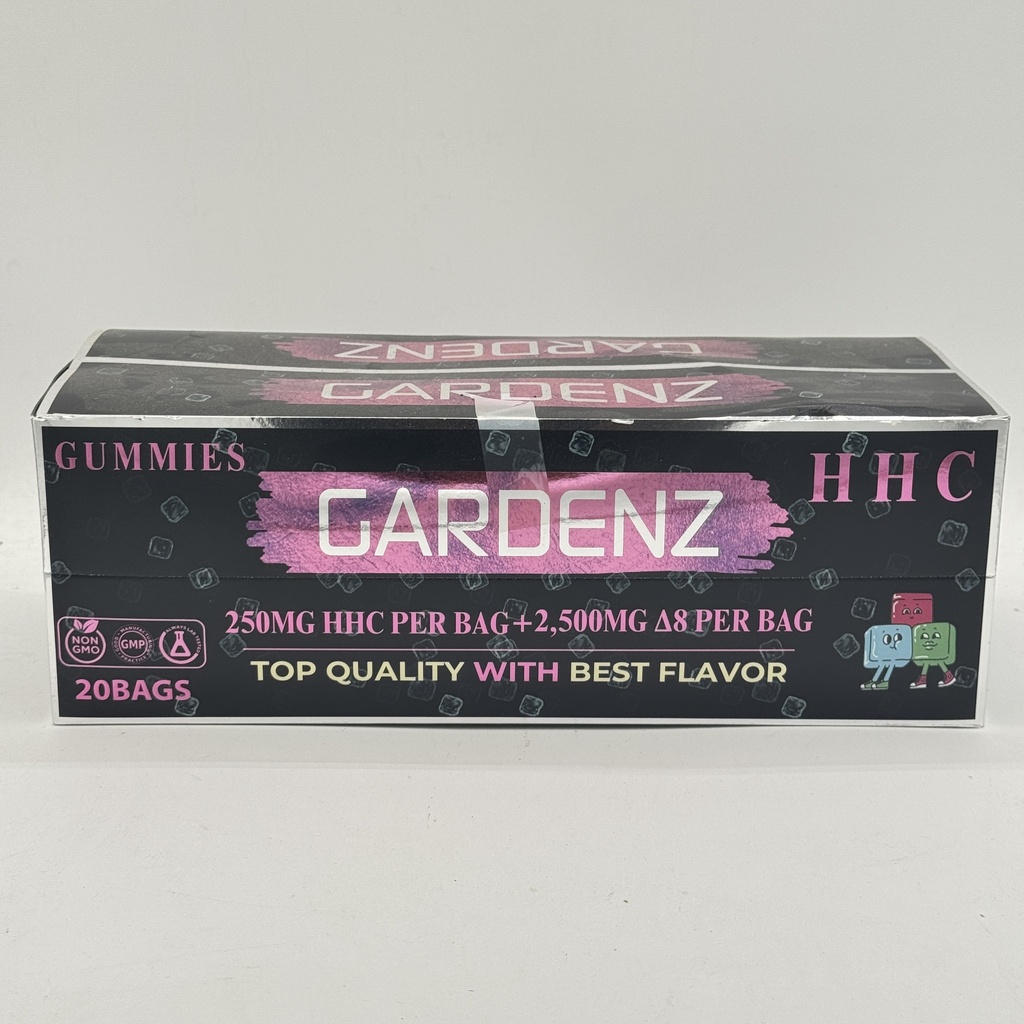 GARDENZ
GARDENZ
GUMMIES
HHC
GARDENZ
250MG HHC PER BAG+2,500MG Δ8 PER BAG
NON
GMO
GMP
TOP QUALITY WITH BEST FLAVOR
20BAGS